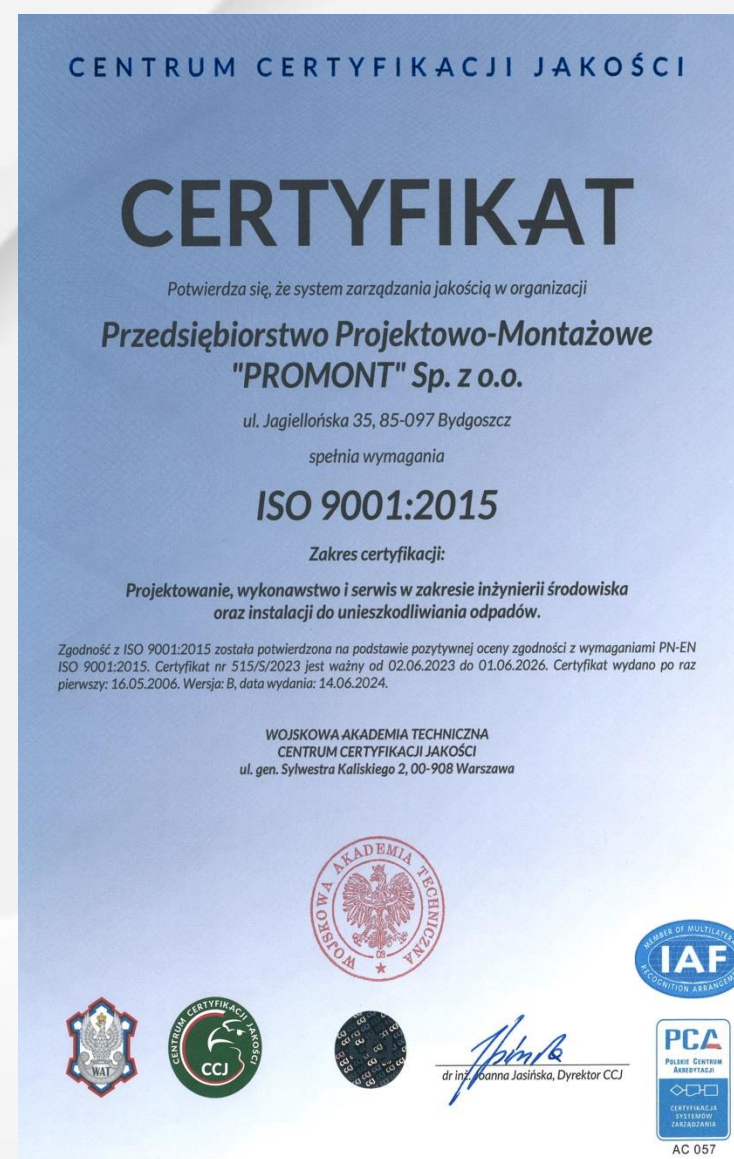 CENTRUM CERTYFIKACJI JAKOŚCI
CERTYFIKAT
Potwierdza się, że system zarządzania jakością w organizacji
Przedsiębiorstwo Projektowo-Montażowe
"PROMONT" Sp. z o.o.
ul. Jagiellońska 35, 85-097 Bydgoszcz
spełnia wymagania
ISO 9001:2015
Zakres certyfikacji:
Projektowanie, wykonawstwo i serwis w zakresie inżynierii środowiska
oraz instalacji do unieszkodliwiania odpadów.
Zgodność z ISO 9001:2015 została potwierdzona na podstawie pozytywnej oceny zgodności z wymaganiami PN-EN
ISO 9001:2015. Certyfikat nr 515/S/2023 jest ważny od 02.06.2023 do 01.06.2026. Certyfikat wydano po raz
pierwszy: 16.05.2006. Wersja: B, data wydania: 14.06.2024.
WOJSKOWA AKADEMIA TECHNICZNA
CENTRUM CERTYFIKACJI JAKOŚCI
ul. gen. Sylwestra Kaliskiego 2, 00-908 Warszawa
WOJSKOWA AKADEMIA TECHNICZNA
08
MEMBER OF MULTILATERAL
IAF
RECOGNITION ARRANGEMENT
WAT
CENTRUM CERTYFIKACJI JAKOŚCI
CCJ
dr inż. Joanna Jasińska, Dyrektor CCJ
PCA
POLSKIE CENTRUM
AKREDYTACJI
CERTYFIKACJA
SYSTEMÓW
ZARZĄDZANIA
AC 057